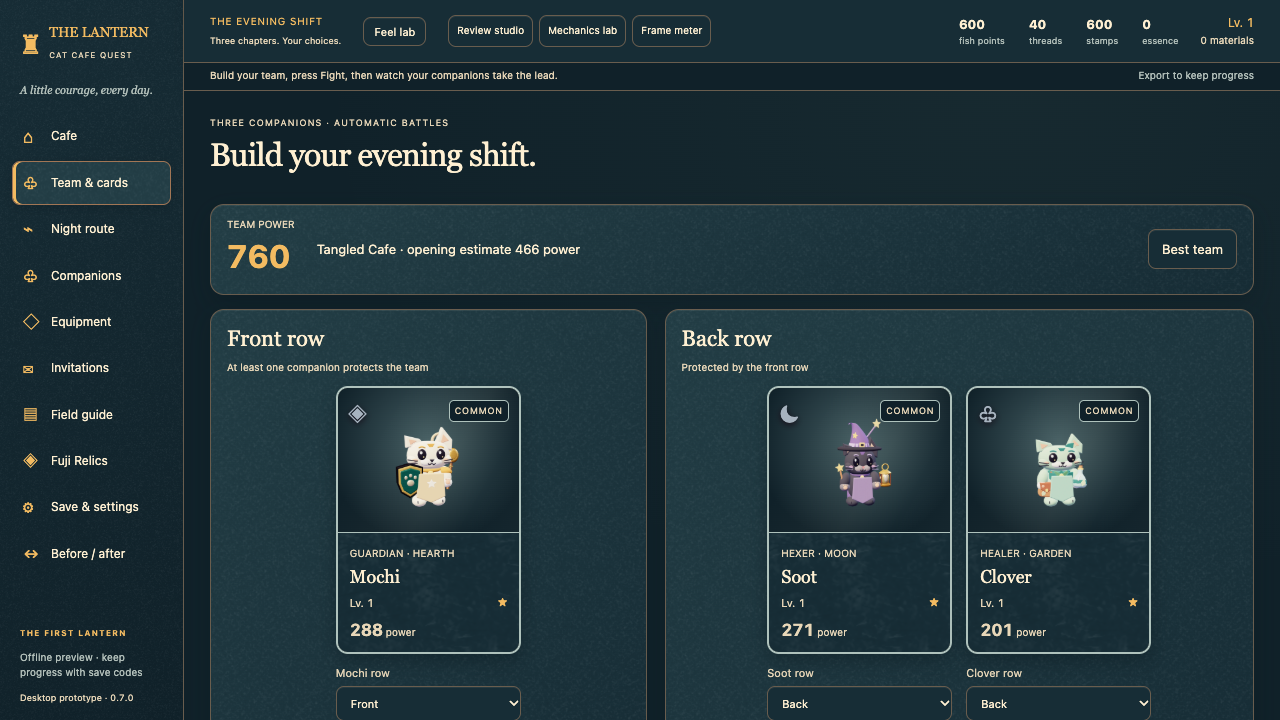 THE LANTERN
CAT CAFE QUEST
A little courage, every day.
Cafe
Team & cards
Night route
Companions
Equipment
Invitations
Field guide
Fuji Relics
Save & settings
Before / after
THE FIRST LANTERN
Offline preview · keep
progress with save codes
Desktop prototype · 0.7.0
THE EVENING SHIFT
Three chapters. Your choices.
Feel lab
Review studio
Mechanics lab
Frame meter
600
fish points
40
threads
600
stamps
0
essence
Lv. 1
0 materials
Build your team, press Fight, then watch your companions take the lead.
Export to keep progress
THREE COMPANIONS · AUTOMATIC BATTLES
Build your evening shift.
TEAM POWER
760
Tangled Cafe · opening estimate 466 power
Best team
Front row
At least one companion protects the team
COMMON
GUARDIAN · HEARTH
Mochi
Lv. 1
288 power
Mochi row
Front
Back row
Protected by the front row
COMMON
HEXER · MOON
Soot
Lv. 1
271 power
Soot row
Back
COMMON
HEALER · GARDEN
Clover
Lv. 1
201 power
Clover row
Back